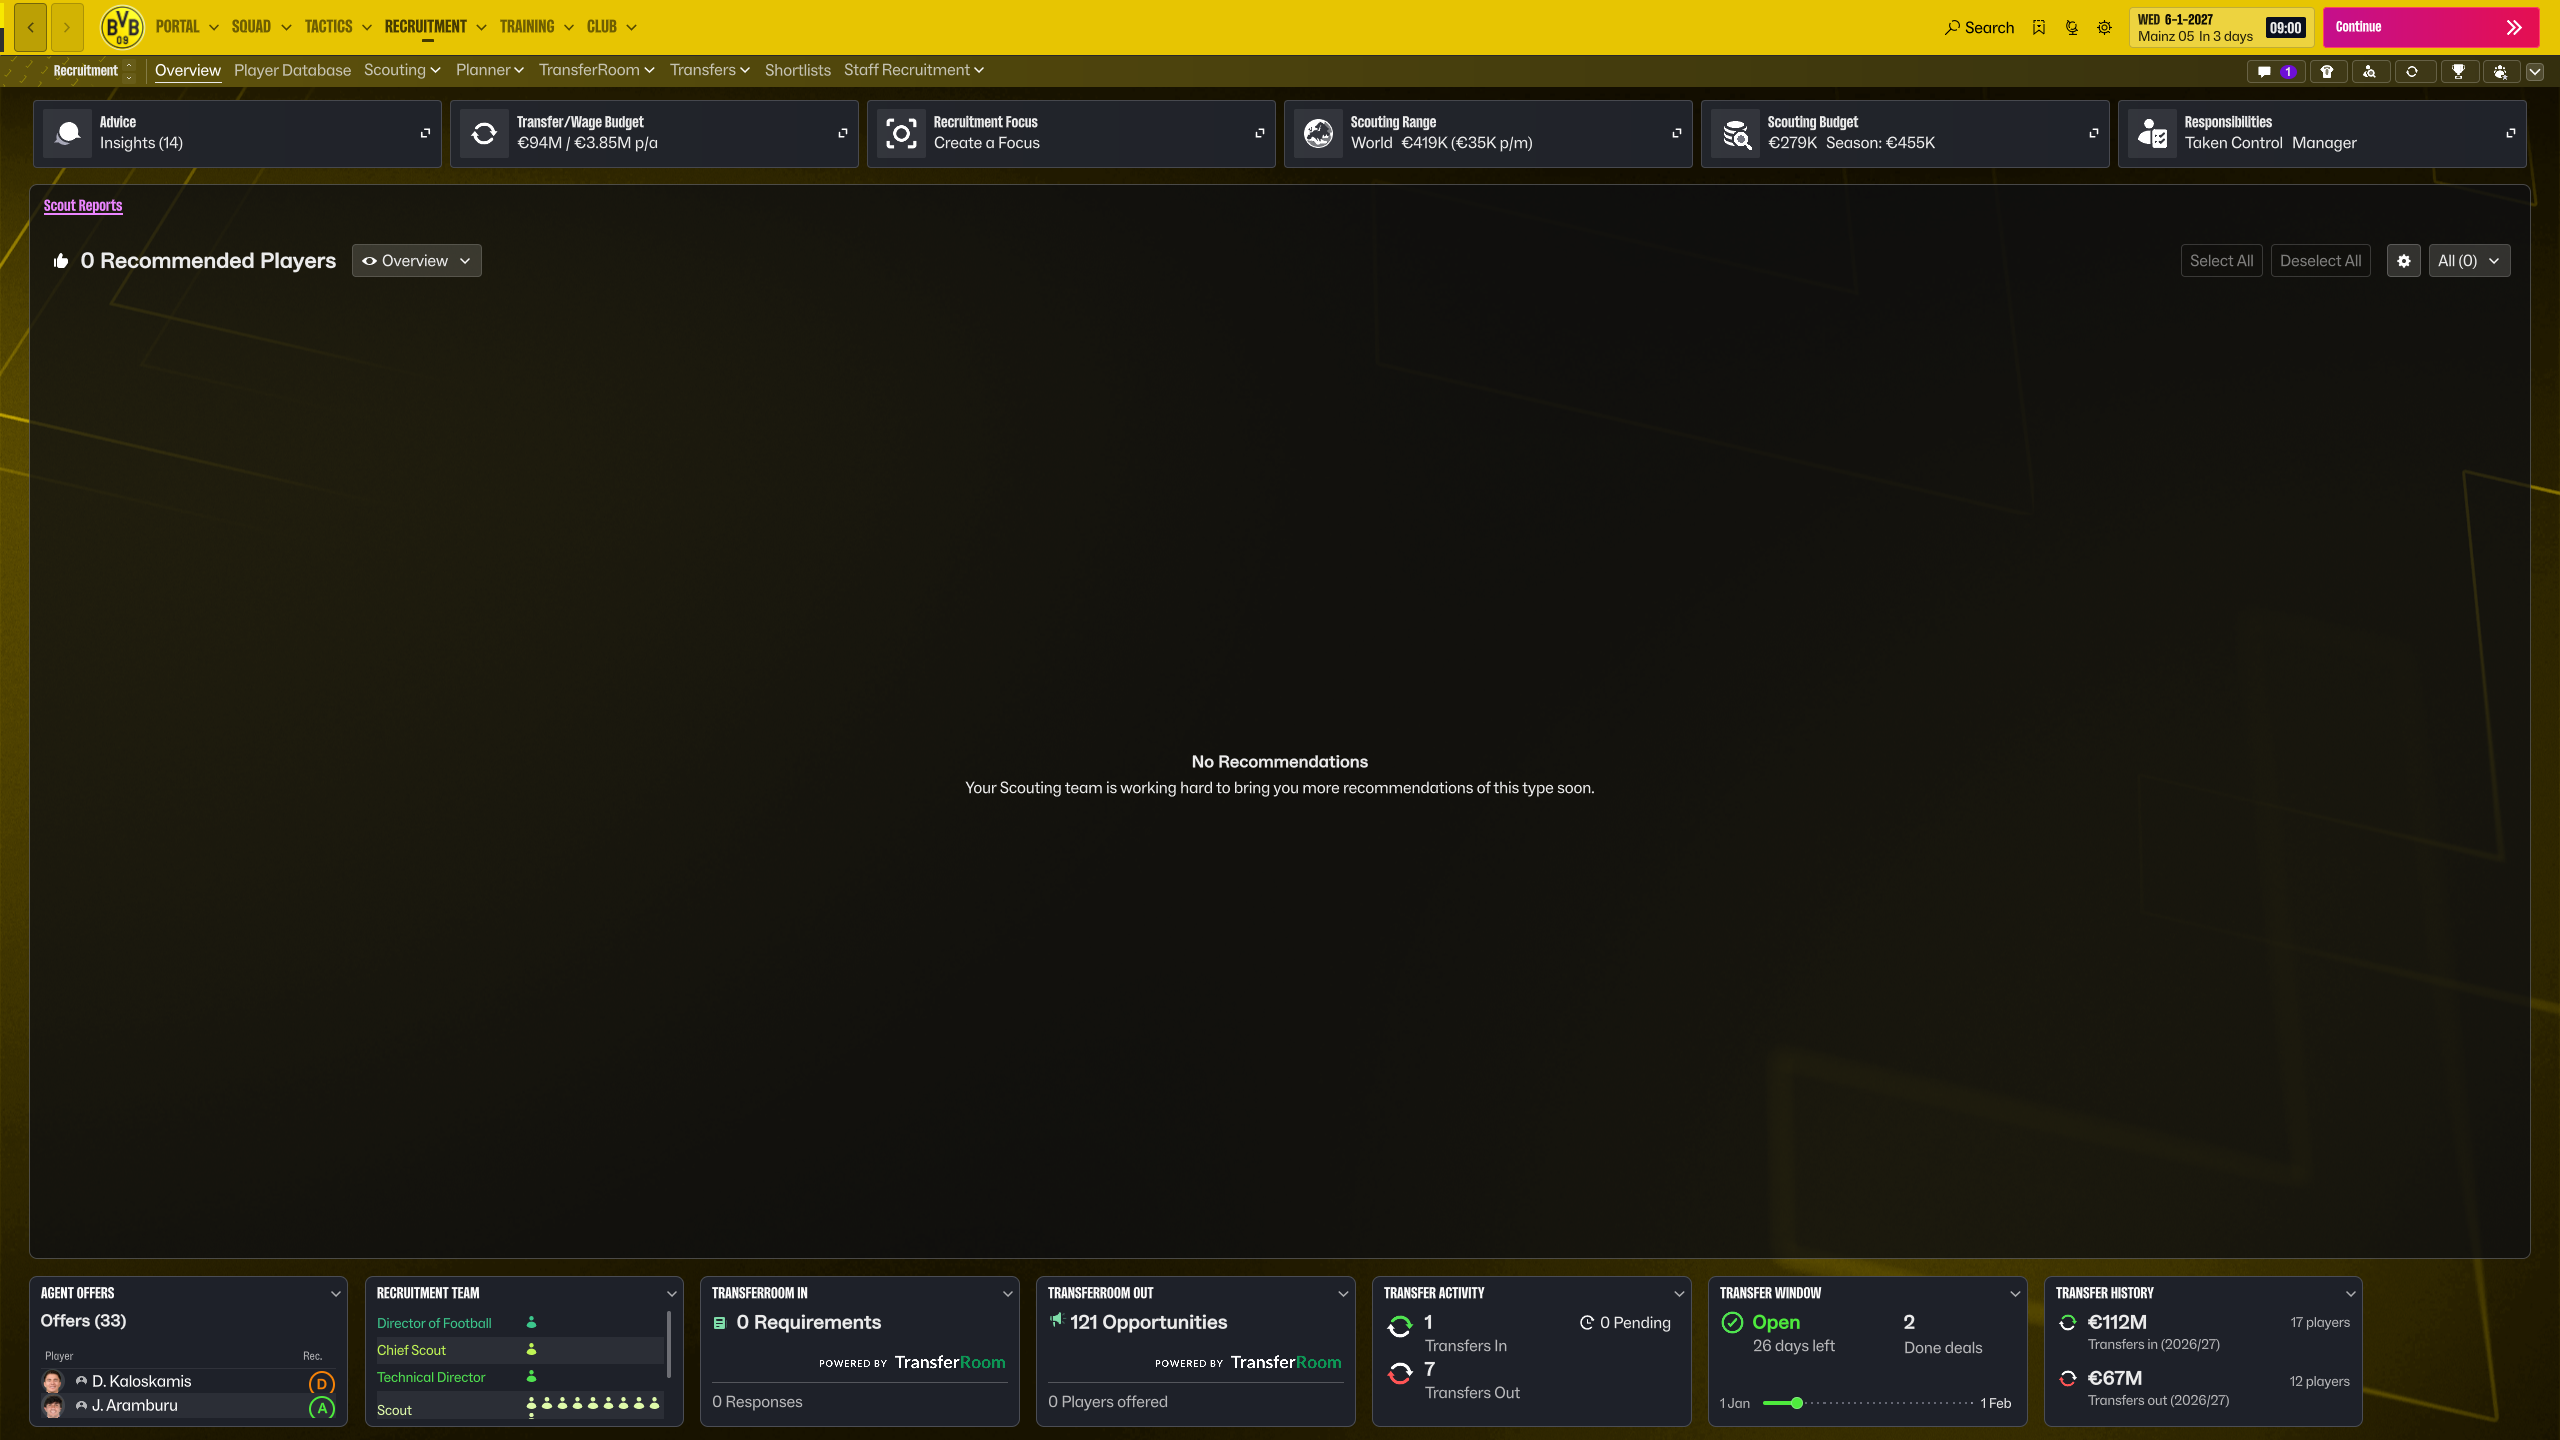 BVB
09
PORTAL
SQUAD
TACTICS
RECRUITMENT
TRAINING
CLUB
Search
WED 6-1-2027
Mainz 05 In 3 days
09:00
Continue
Recruitment
Overview
Player Database
Scouting
Planner
TransferRoom
Transfers
Shortlists
Staff Recruitment
1
Advice
Insights (14)
Transfer/Wage Budget
€94M / €3.85M p/a
Recruitment Focus
Create a Focus
Scouting Range
World €419K (€35K p/m)
Scouting Budget
€279K Season: €455K
Responsibilities
Taken Control Manager
Scout Reports
0 Recommended Players
Overview
Select All
Deselect All
All (0)
No Recommendations
Your Scouting team is working hard to bring you more recommendations of this type soon.
AGENT OFFERS
Offers (33)
Player Rec.
D. Kaloskamis D
J. Aramburu A
RECRUITMENT TEAM
Director of Football
Chief Scout
Technical Director
Scout
TRANSFERROOM IN
0 Requirements
POWERED BY TransferRoom
0 Responses
TRANSFERROOM OUT
121 Opportunities
POWERED BY TransferRoom
0 Players offered
TRANSFER ACTIVITY
1
Transfers In
0 Pending
7
Transfers Out
TRANSFER WINDOW
Open
26 days left
2
Done deals
1 Jan
1 Feb
TRANSFER HISTORY
€112M
17 players
Transfers in (2026/27)
€67M
12 players
Transfers out (2026/27)